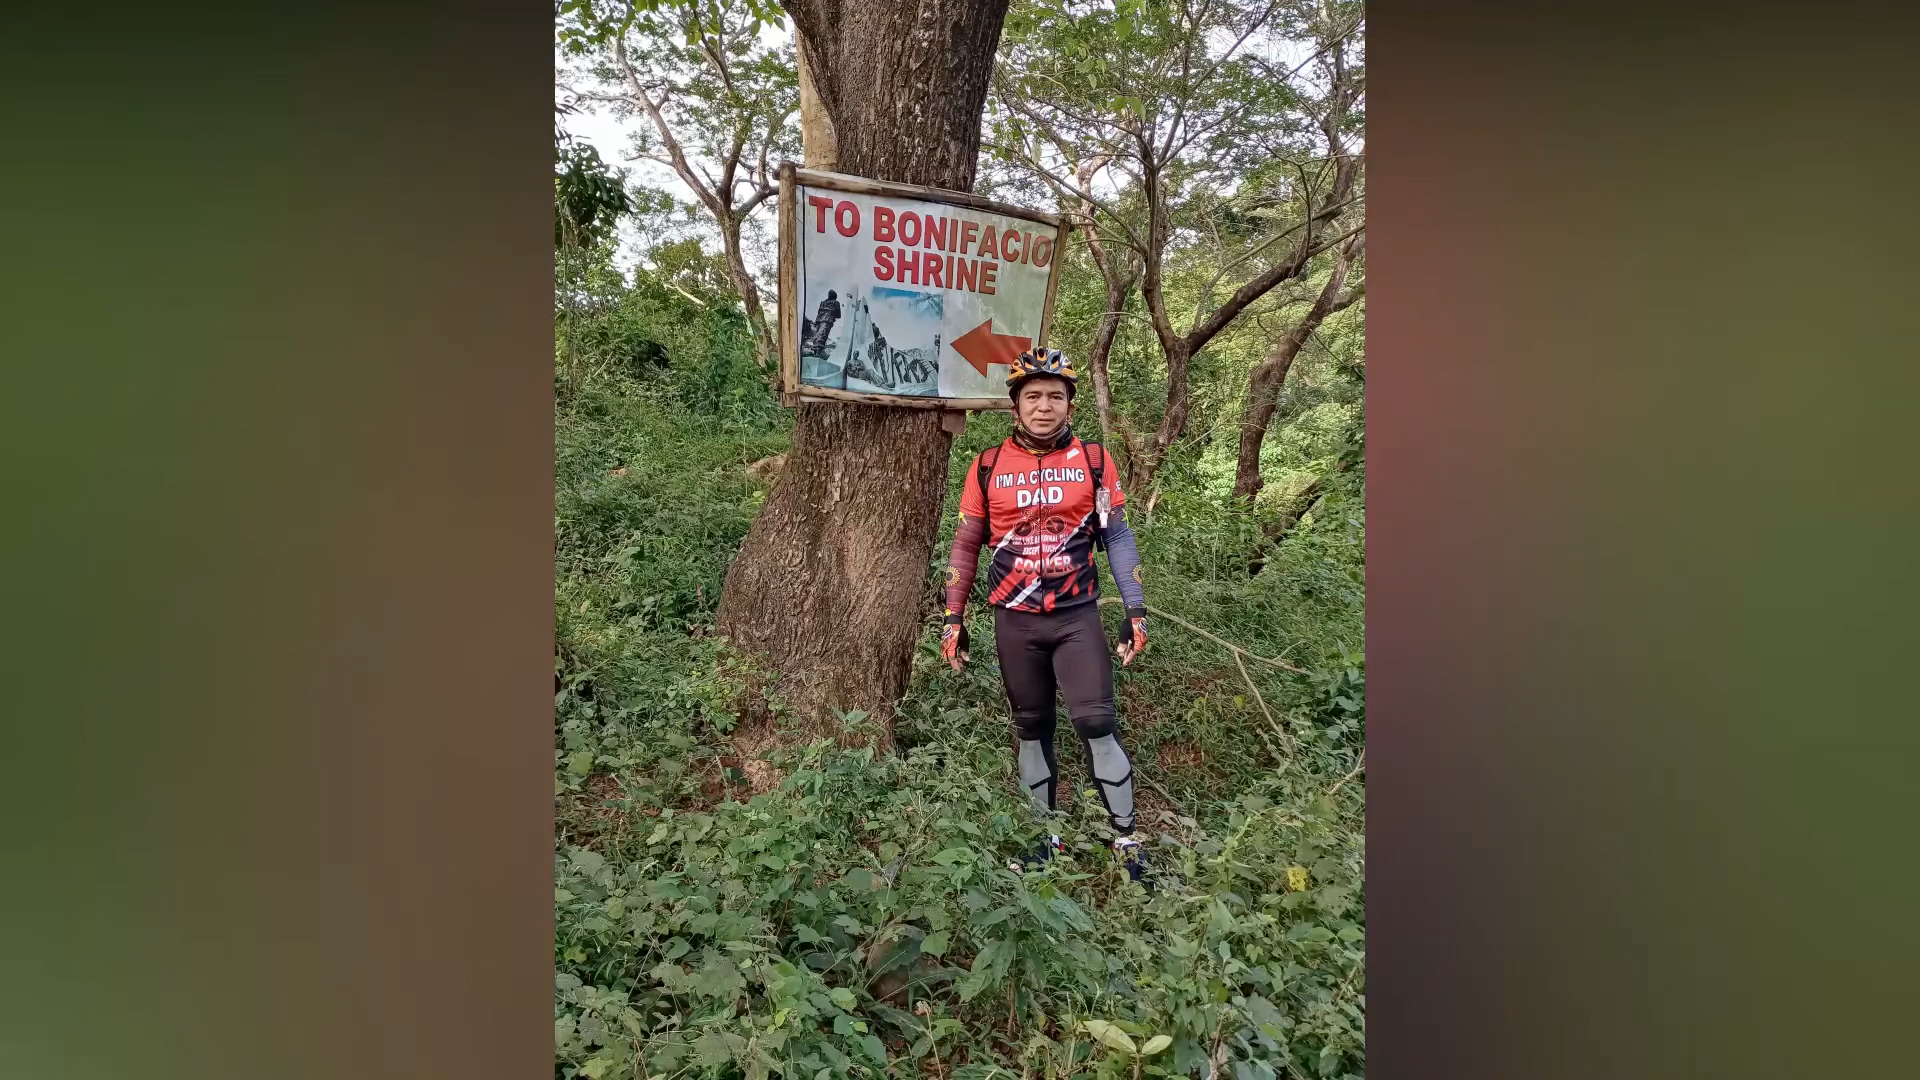 TO BONIFACIO
SHRINE
I'M A CYCLING
DAD
COOLER